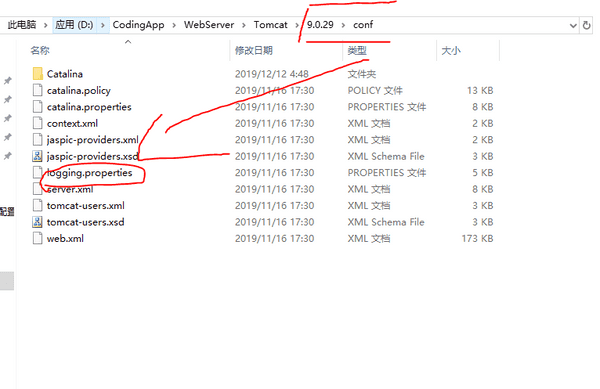 此电脑 > 应用 (D:) > CodingApp > WebServer > Tomcat > 9.0.29 > conf
名称 修改日期 类型 大小
Catalina 2019/12/12 4:48 文件夹
catalina.policy 2019/11/16 17:30 POLICY 文件 13 KB
catalina.properties 2019/11/16 17:30 PROPERTIES 文件 8 KB
context.xml 2019/11/16 17:30 XML 文档 2 KB
jaspic-providers.xml 2019/11/16 17:30 XML 文档 2 KB
jaspic-providers.xsd 2019/11/16 17:30 XML Schema File 3 KB
logging.properties 2019/11/16 17:30 PROPERTIES 文件 5 KB
server.xml 2019/11/16 17:30 XML 文档 8 KB
tomcat-users.xml 2019/11/16 17:30 XML 文档 3 KB
配置
tomcat-users.xsd 2019/11/16 17:30 XML Schema File 3 KB
web.xml 2019/11/16 17:30 XML 文档 173 KB